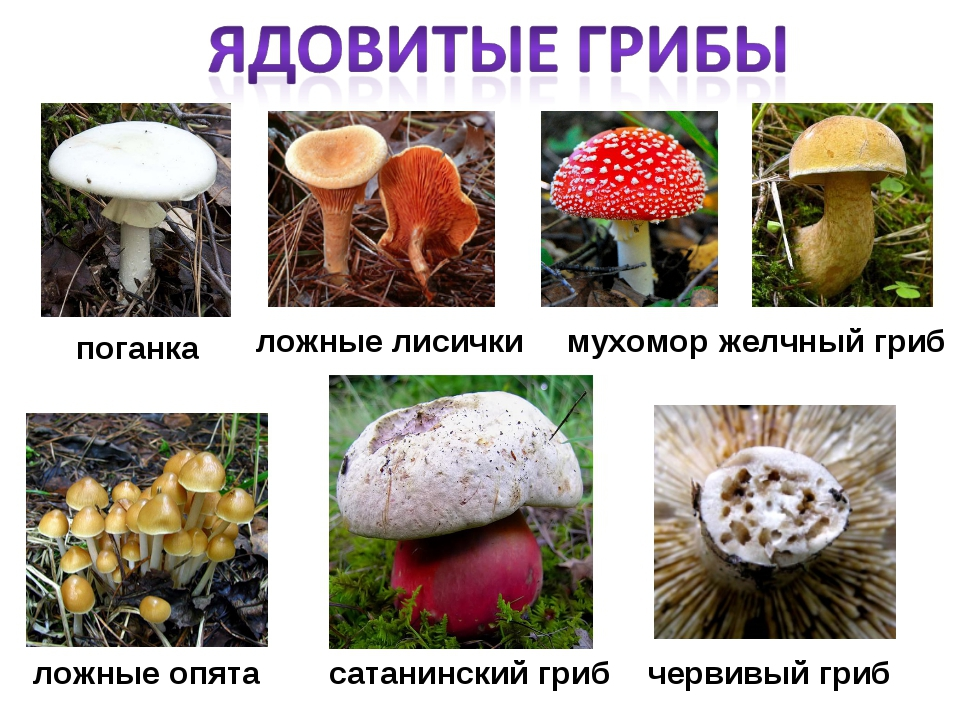 ЯДОВИТЫЕ ГРИБЫ
поганка
ложные лисички
мухомор
желчный гриб
ложные опята
сатанинский гриб
червивый гриб